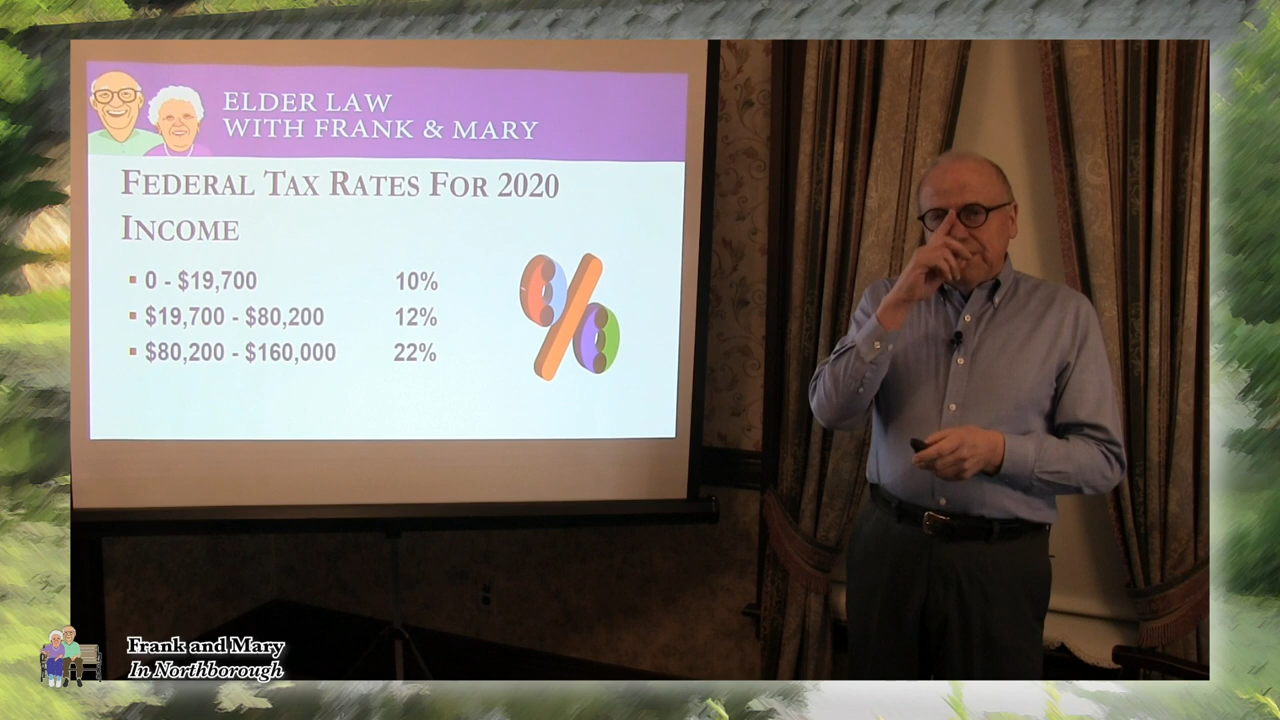 ELDER LAW
WITH FRANK & MARY
FEDERAL TAX RATES FOR 2020
INCOME
0 - $19,700 10%
$19,700 - $80,200 12%
$80,200 - $160,000 22%
Frank and Mary
In Northborough